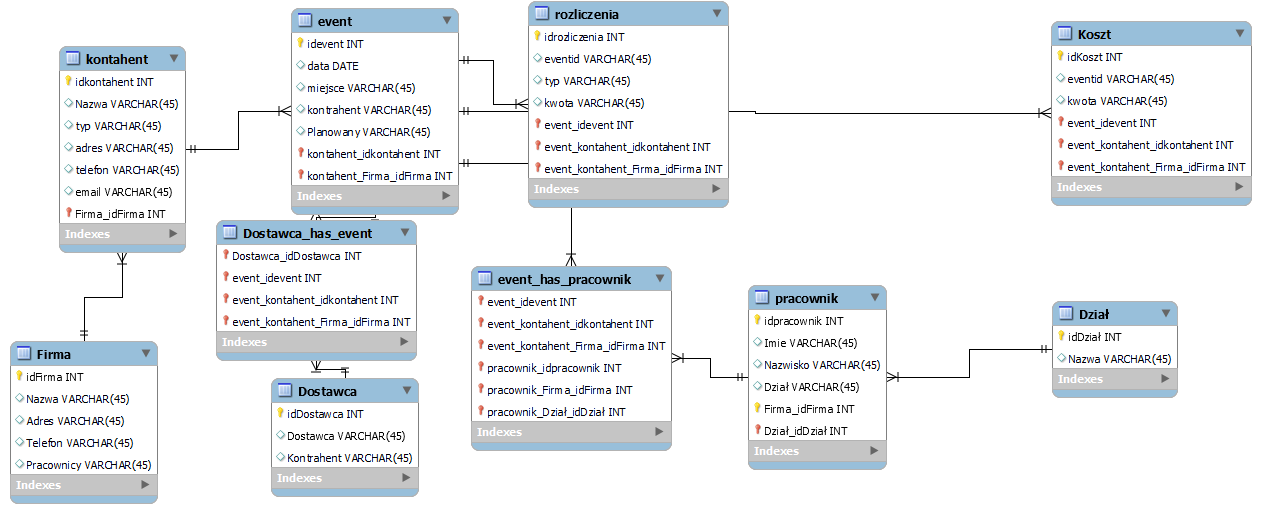 kontahent
idkontahent INT
Nazwa VARCHAR(45)
typ VARCHAR(45)
adres VARCHAR(45)
telefon VARCHAR(45)
email VARCHAR(45)
Firma_idFirma INT
Indexes
event
idevent INT
data DATE
miejsce VARCHAR(45)
kontrahent VARCHAR(45)
Planowany VARCHAR(45)
kontahent_idkontahent INT
kontahent_Firma_idFirma INT
Indexes
rozliczenia
idrozliczenia INT
eventid VARCHAR(45)
typ VARCHAR(45)
kwota VARCHAR(45)
event_idevent INT
event_kontahent_idkontahent INT
event_kontahent_Firma_idFirma INT
Indexes
Koszt
idKoszt INT
eventid VARCHAR(45)
kwota VARCHAR(45)
event_idevent INT
event_kontahent_idkontahent INT
event_kontahent_Firma_idFirma INT
Indexes
Dostawca_has_event
Dostawca_idDostawca INT
event_idevent INT
event_kontahent_idkontahent INT
event_kontahent_Firma_idFirma INT
Indexes
event_has_pracownik
event_idevent INT
event_kontahent_idkontahent INT
event_kontahent_Firma_idFirma INT
pracownik_idpracownik INT
pracownik_Firma_idFirma INT
pracownik_Dział_idDział INT
Indexes
pracownik
idpracownik INT
Imie VARCHAR(45)
Nazwisko VARCHAR(45)
Dział VARCHAR(45)
Firma_idFirma INT
Dział_idDział INT
Indexes
Dział
idDział INT
Nazwa VARCHAR(45)
Indexes
Firma
idFirma INT
Nazwa VARCHAR(45)
Adres VARCHAR(45)
Telefon VARCHAR(45)
Pracownicy VARCHAR(45)
Indexes
Dostawca
idDostawca INT
Dostawca VARCHAR(45)
Kontrahent VARCHAR(45)
Indexes